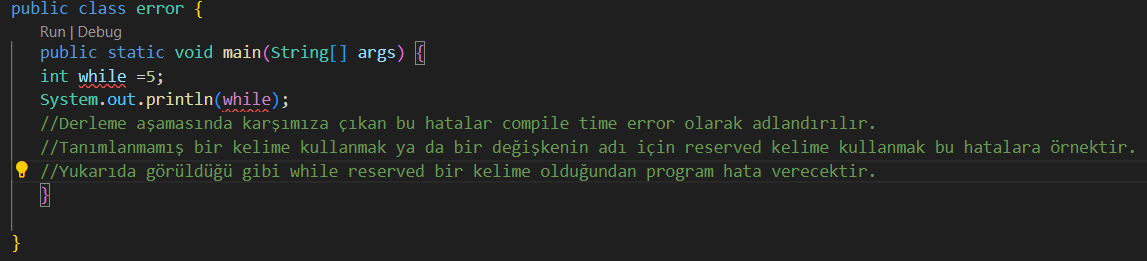 public class error {
Run | Debug
public static void main(String[] args) {
int while =5;
System.out.println(while);
//Derleme aşamasında karşımıza çıkan bu hatalar compile time error olarak adlandırılır.
//Tanımlanmamış bir kelime kullanmak ya da bir değişkenin adı için reserved kelime kullanmak bu hatalara örnektir.
//Yukarıda görüldüğü gibi while reserved bir kelime olduğundan program hata verecektir.
}
}